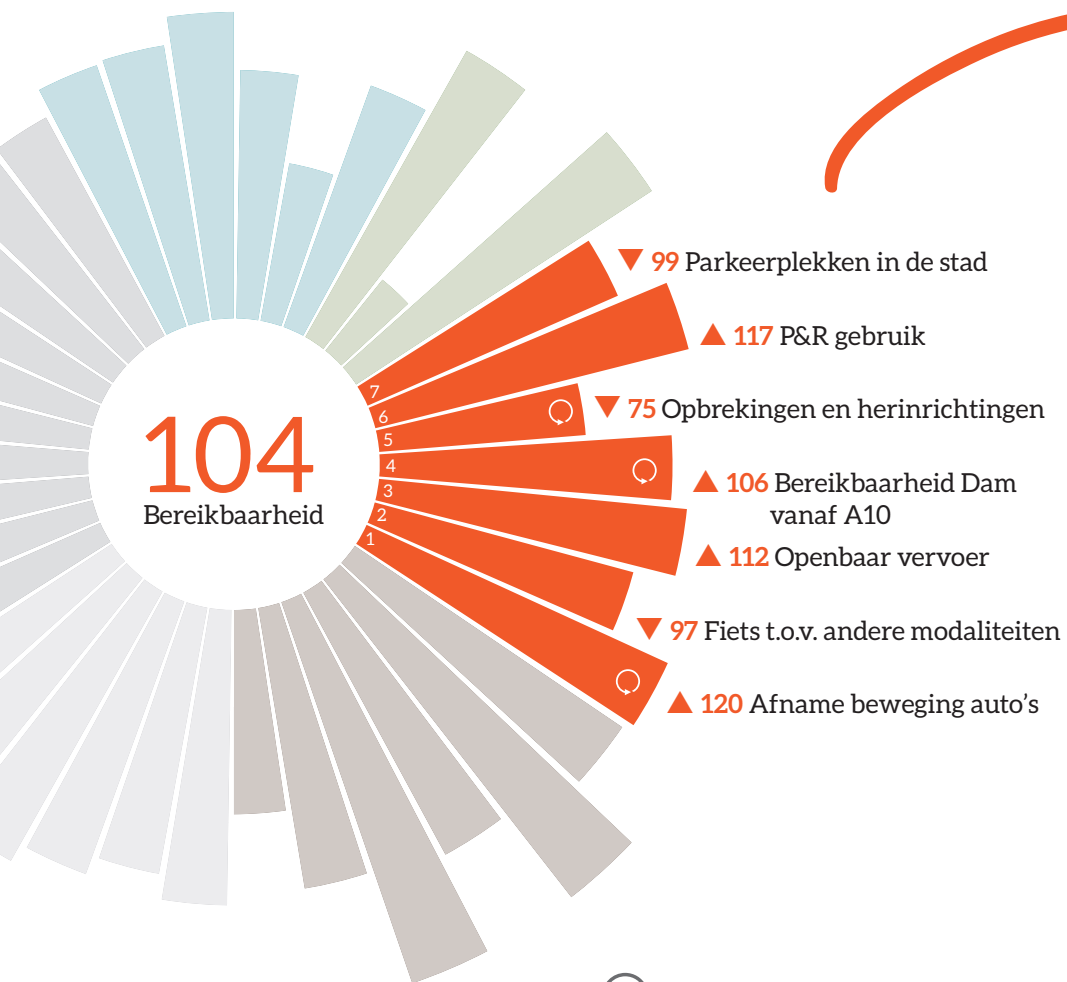 104
Bereikbaarheid
7
6
5
4
3
2
1
▼ 99 Parkeerplekken in de stad
▲ 117 P&R gebruik
▼ 75 Opbrekingen en herinrichtingen
▲ 106 Bereikbaarheid Dam
vanaf A10
▲ 112 Openbaar vervoer
▼ 97 Fiets t.o.v. andere modaliteiten
▲ 120 Afname beweging auto’s